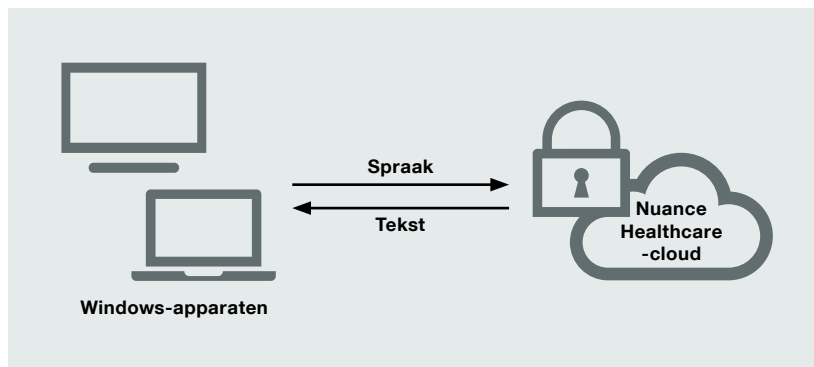 Spraak
Tekst
Nuance
Healthcare
-cloud
Windows-apparaten